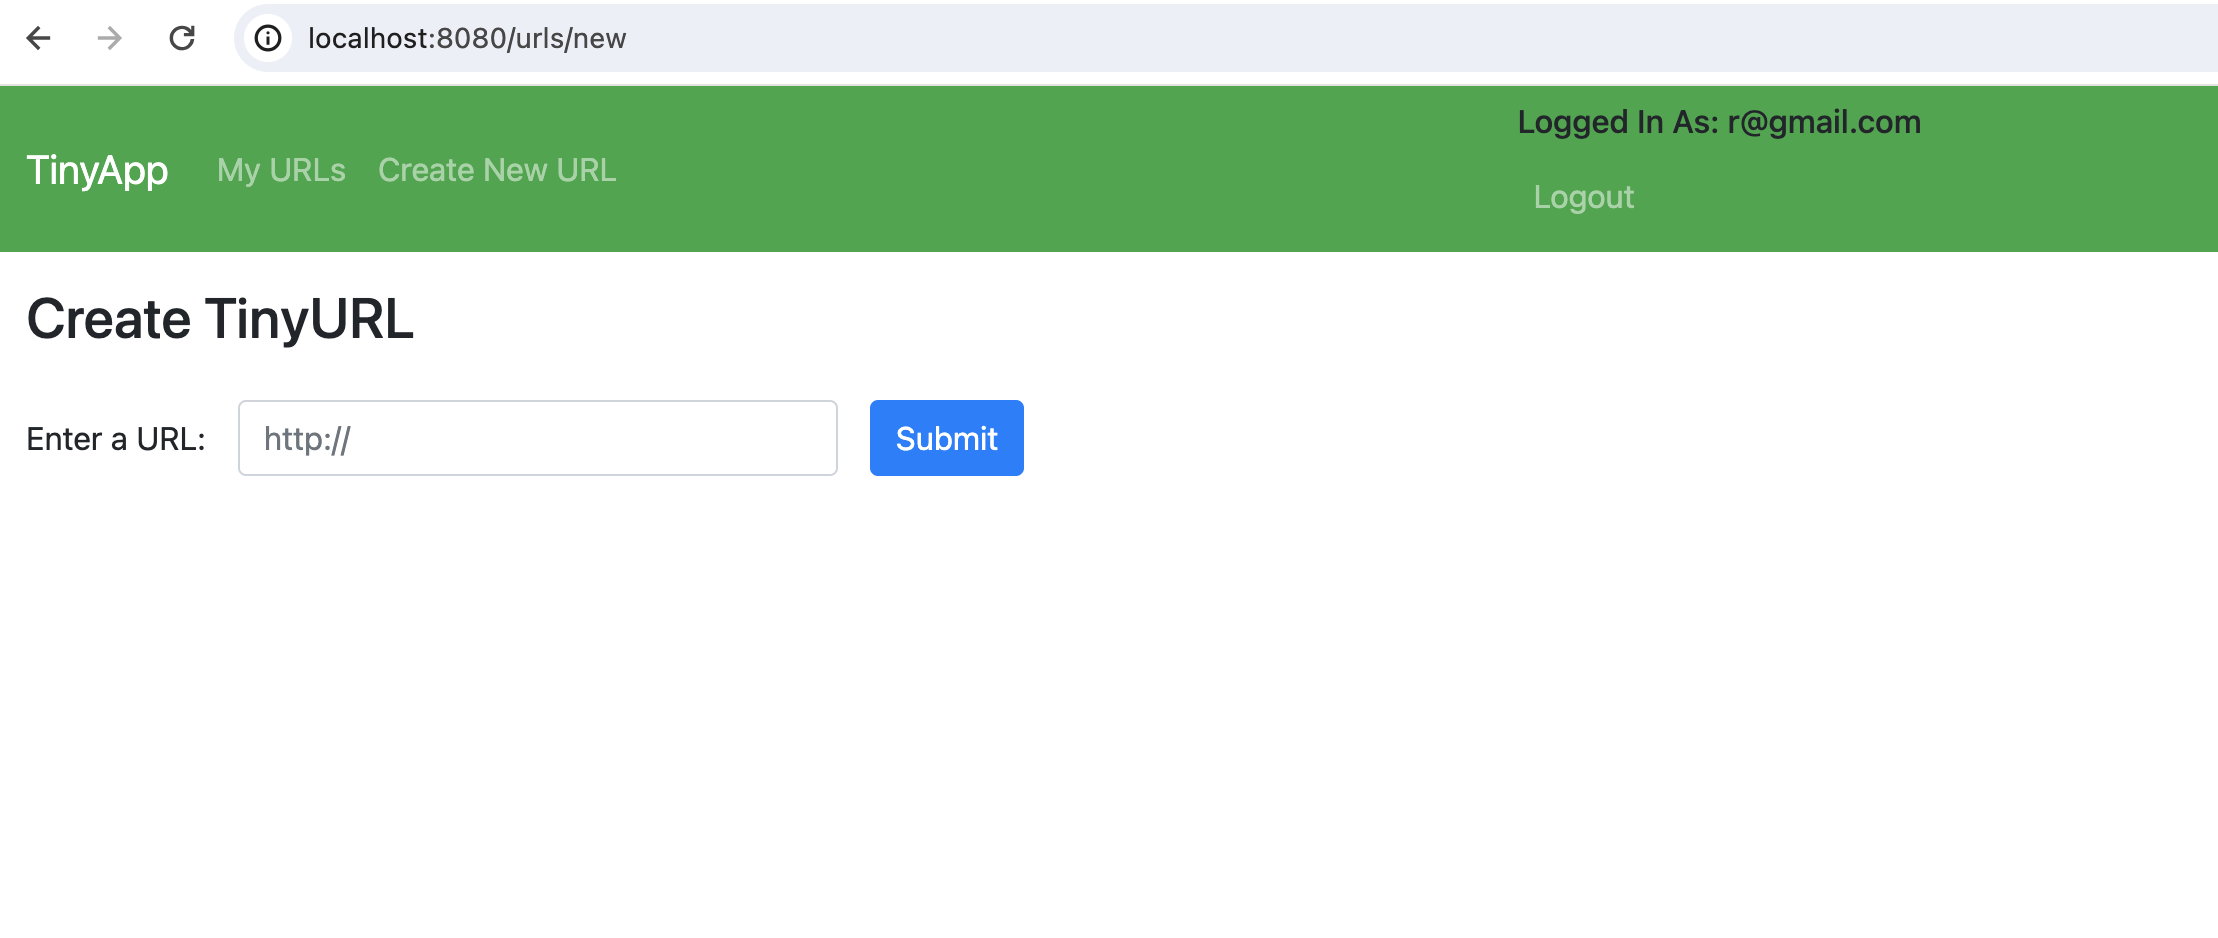 localhost:8080/urls/new
Logged In As: r@gmail.com
TinyApp My URLs Create New URL
Logout
Create TinyURL
Enter a URL: http:// Submit